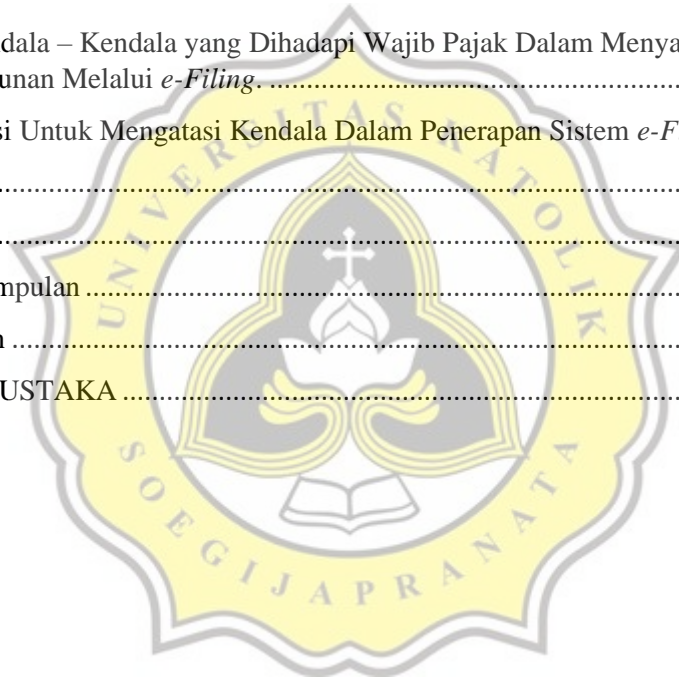 dala – Kendala yang Dihadapi Wajib Pajak Dalam Menya
unan Melalui e-Filing. ........................................................................
si Untuk Mengatasi Kendala Dalam Penerapan Sistem e-F
........................................................................................................
........................................................................................................
mpulan ............................................................................................
n ......................................................................................................
USTAKA .......................................................................................
UNIVERSITAS KATOLIK
SOEGIJAPRANATA